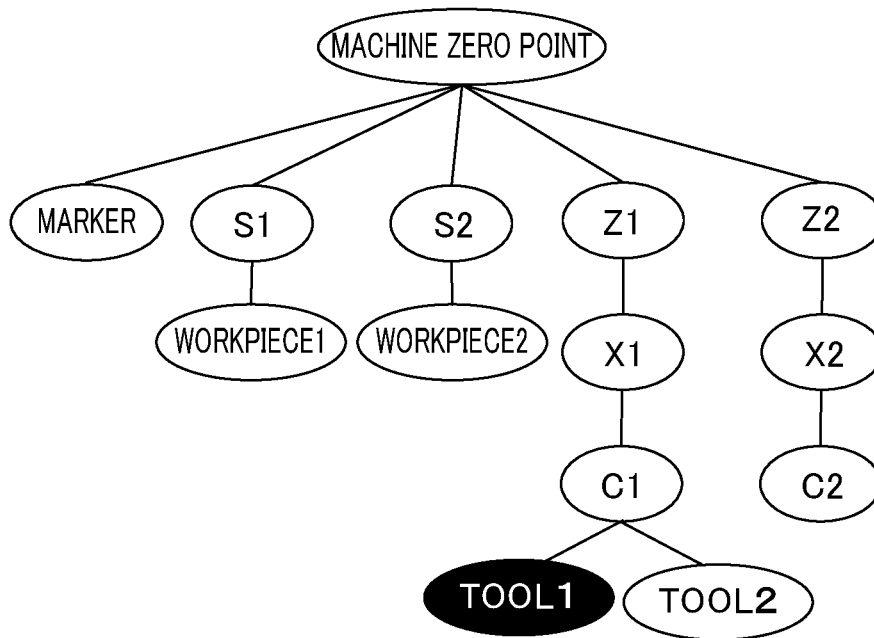 MACHINE ZERO POINT
MARKER
S1
S2
Z1
Z2
WORKPIECE1
WORKPIECE2
X1
X2
C1
C2
TOOL1
TOOL2